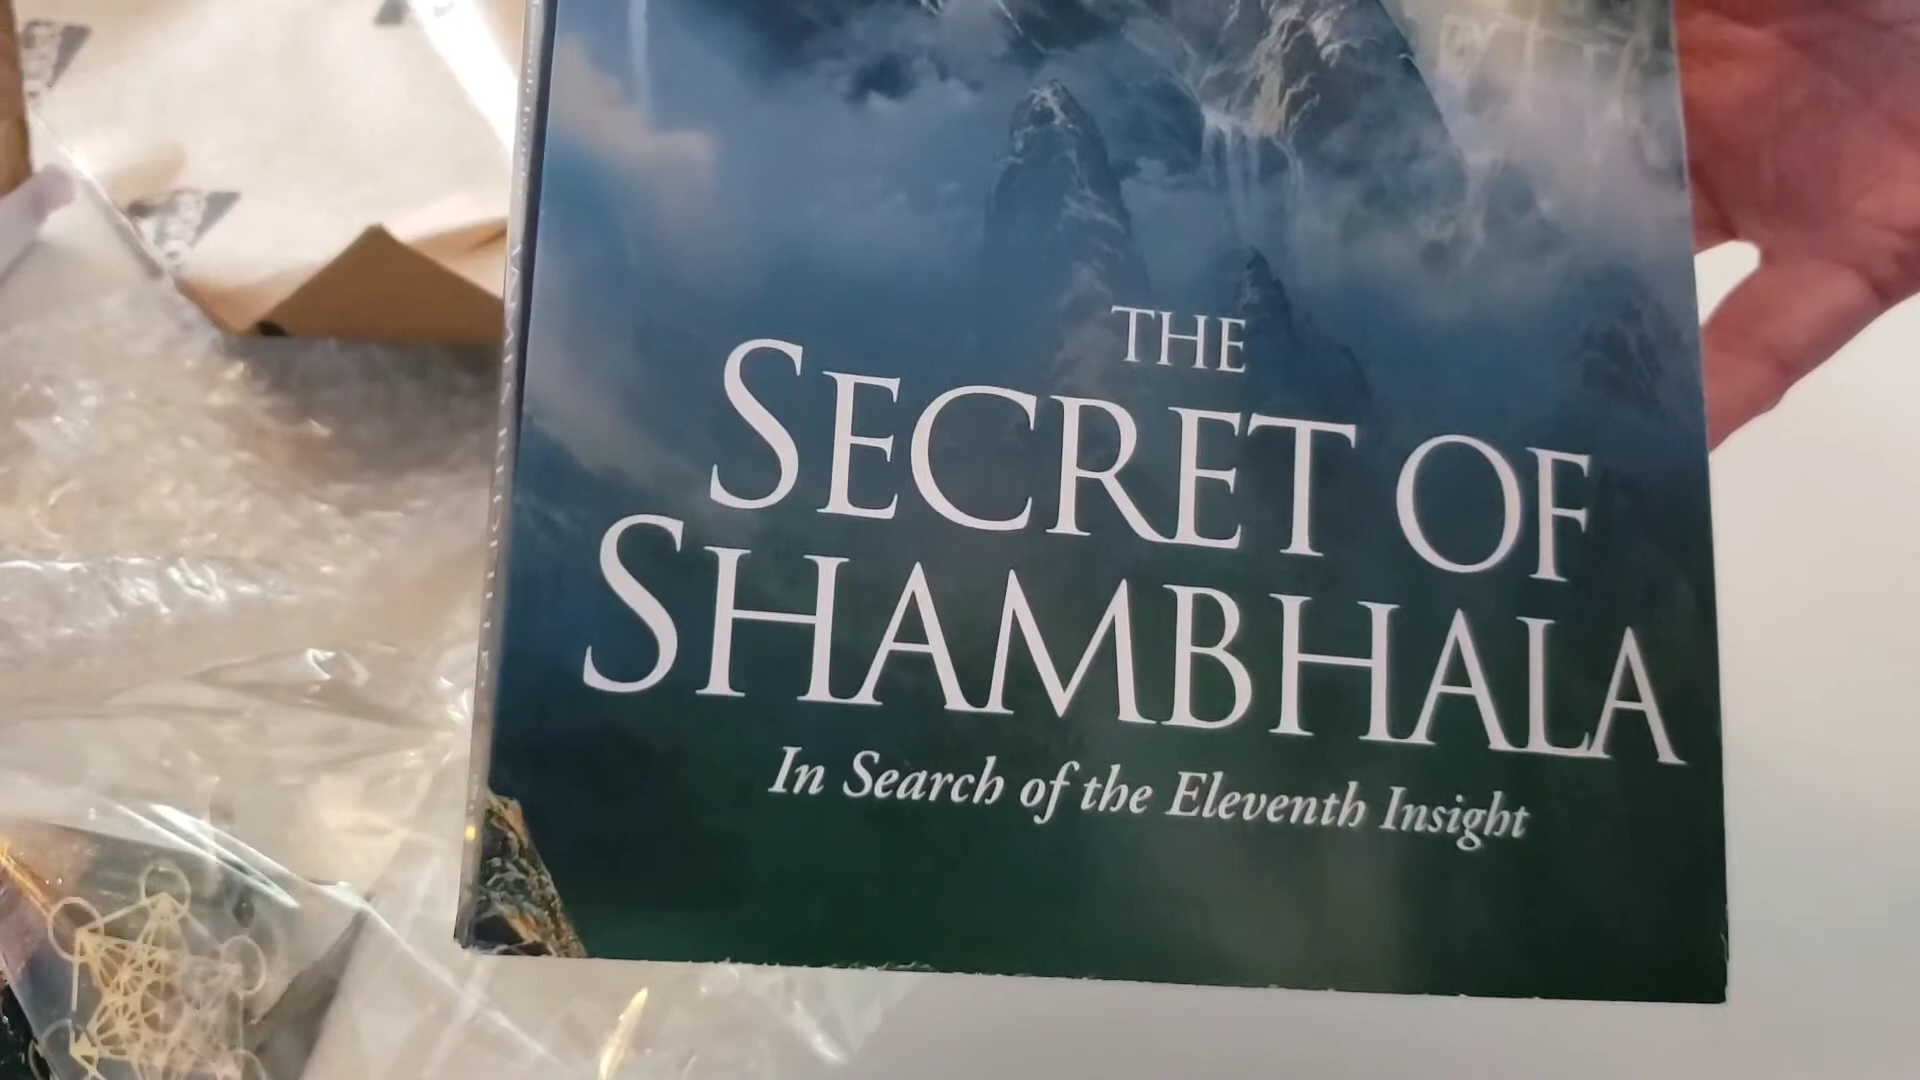 THE
SECRET OF
SHAMBHALA
In Search of the Eleventh Insight